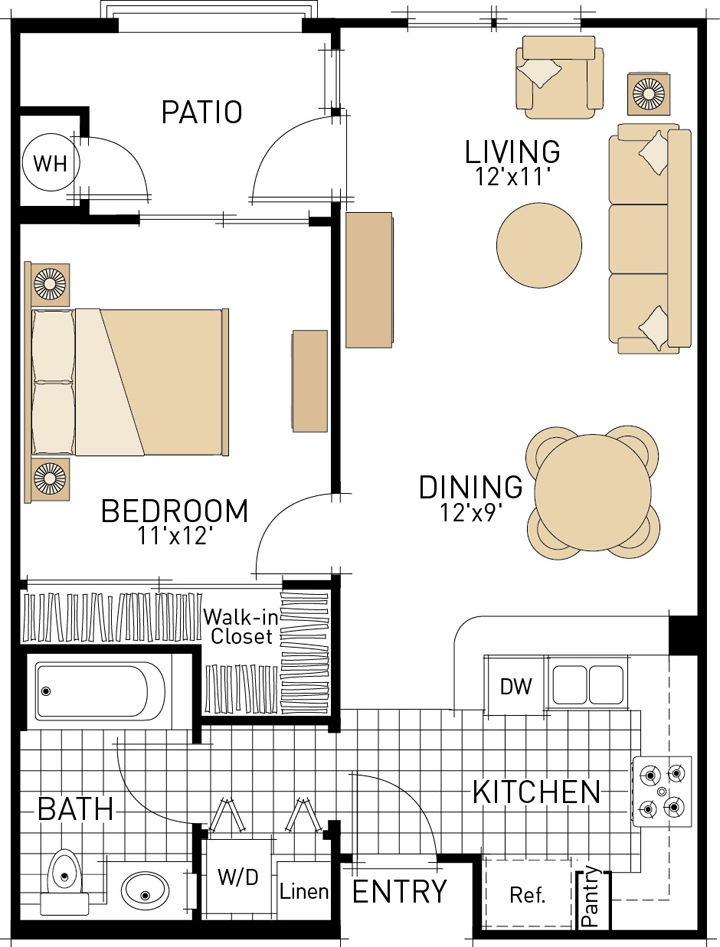 PATIO
WH
LIVING
12'x11'
DINING
12'x9'
BEDROOM
11'x12'
Walk-in
Closet
DW
KITCHEN
BATH
W/D
Linen
ENTRY
Ref.
Pantry